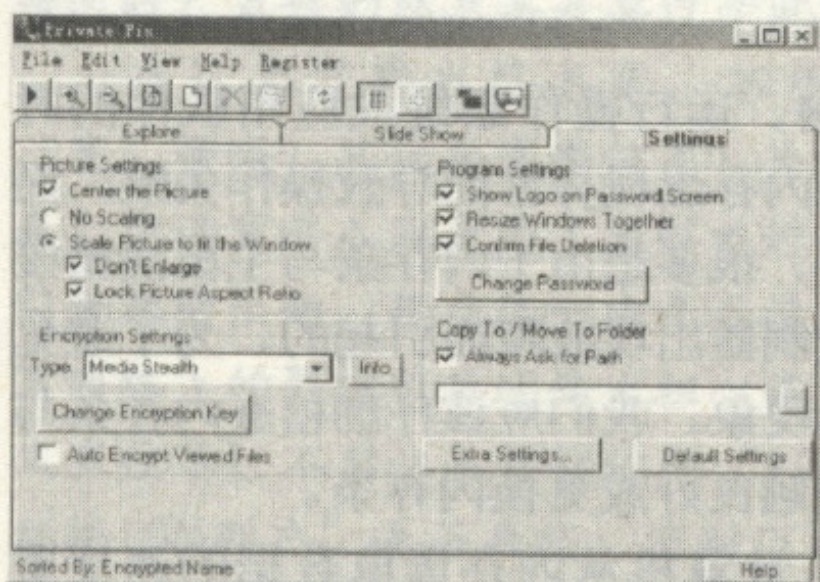 Private Pix
File Edit View Help Register
Explore
Slide Show
Settings
Picture Settings
Center the Picture
No Scaling
Scale Picture to fit the Window
Don't Enlarge
Lock Picture Aspect Ratio
Encryption Settings
Type: Media Stealth
Info
Change Encryption Key
Auto Encrypt Viewed Files
Program Settings
Show Logo on Password Screen
Resize Windows Together
Confirm File Deletion
Change Password
Copy To / Move To Folder
Always Ask for Path
Extra Settings...
Default Settings
Sorted By: Encrypted Name
Help